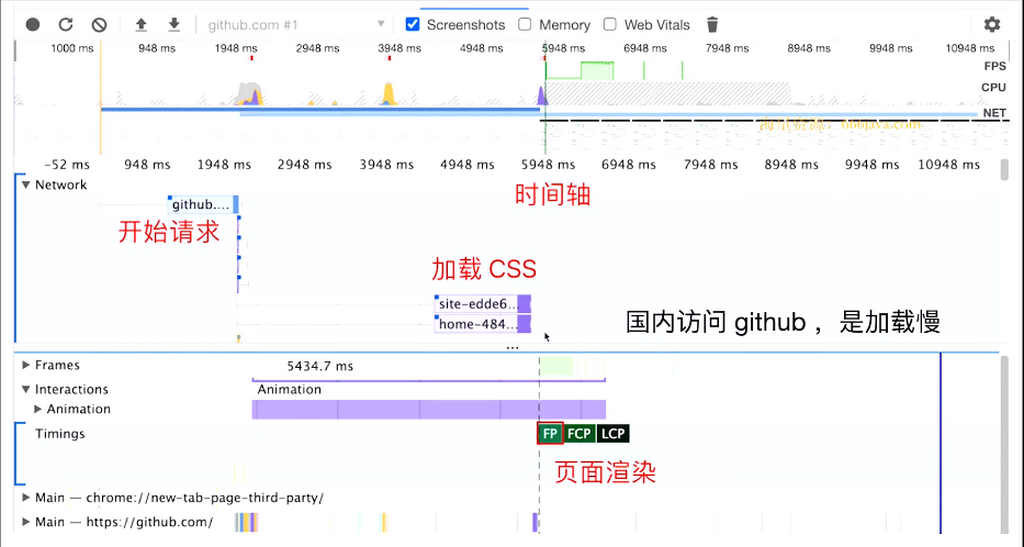 github.com #1
Screenshots
Memory
Web Vitals
1000 ms 948 ms 1948 ms 2948 ms 3948 ms 4948 ms 5948 ms 6948 ms 7948 ms 8948 ms 9948 ms 10948 ms
FPS
CPU
NET
海量资源：666java.com
-52 ms 948 ms 1948 ms 2948 ms 3948 ms 4948 ms 5948 ms 6948 ms 7948 ms 8948 ms 9948 ms 10948 ms
Network
时间轴
github....
开始请求
加载 CSS
site-edde6...
home-484...
国内访问 github ，是加载慢
...
Frames
5434.7 ms
Interactions
Animation
Animation
Timings
FP FCP LCP
页面渲染
Main — chrome://new-tab-page-third-party/
Main — https://github.com/